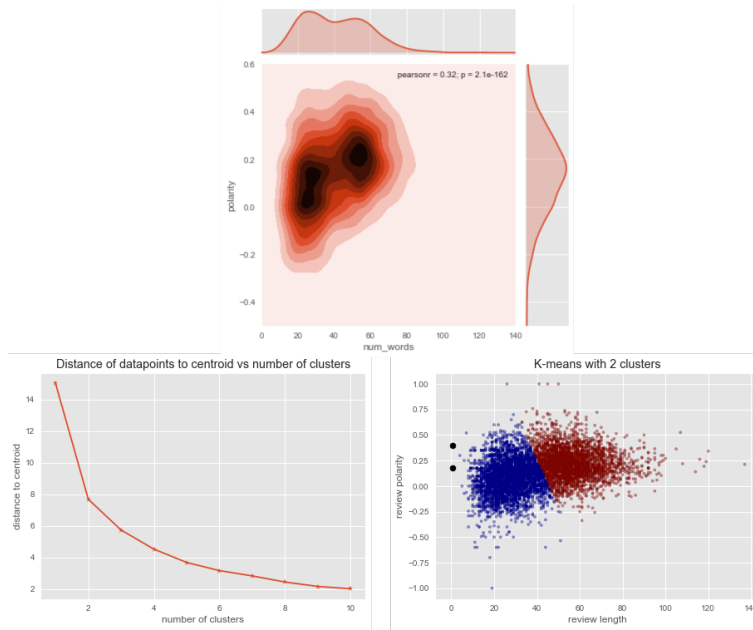 0.6
pearsonr = 0.32; p = 2.1e-162
0.4
0.2
0.0
−0.2
−0.4
polarity
0 20 40 60 80 100 120 140
num_words
Distance of datapoints to centroid vs number of clusters
14
12
10
8
6
4
2
distance to centroid
2 4 6 8 10
number of clusters
K-means with 2 clusters
1.00
0.75
0.50
0.25
0.00
−0.25
−0.50
−0.75
−1.00
review polarity
0 20 40 60 80 100 120 140
review length